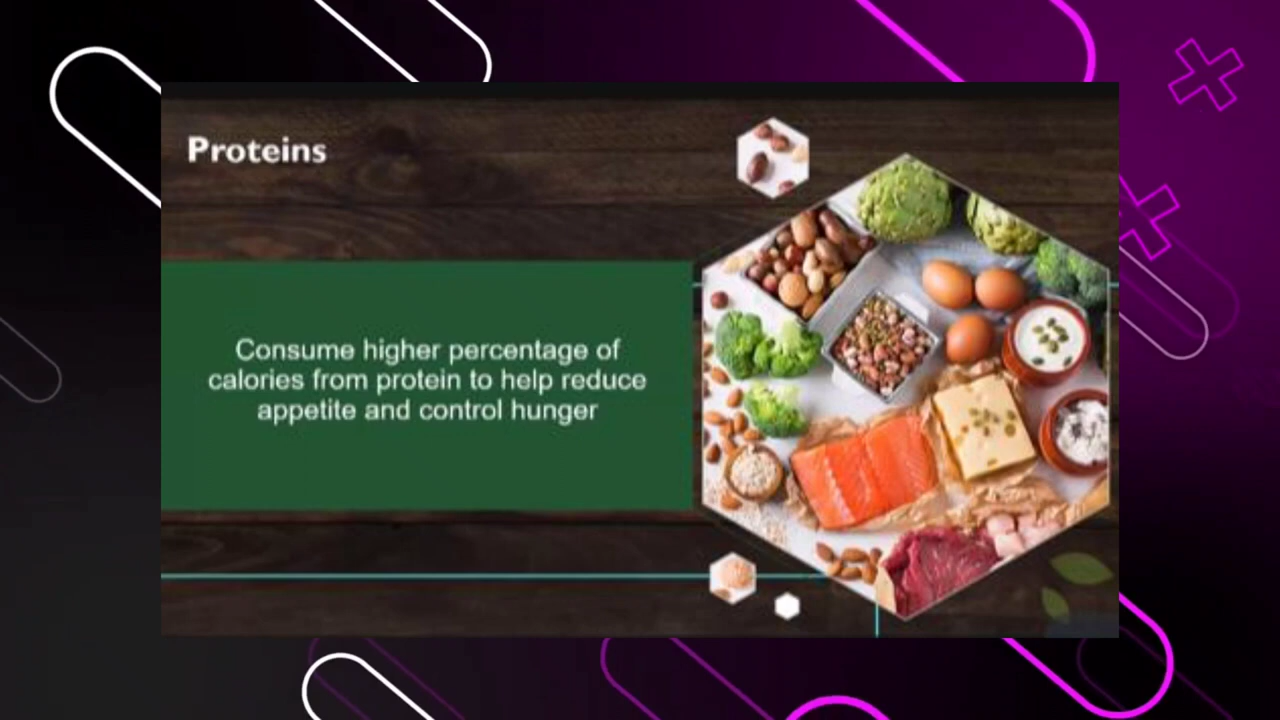 Proteins
Consume higher percentage of
calories from protein to help reduce
appetite and control hunger